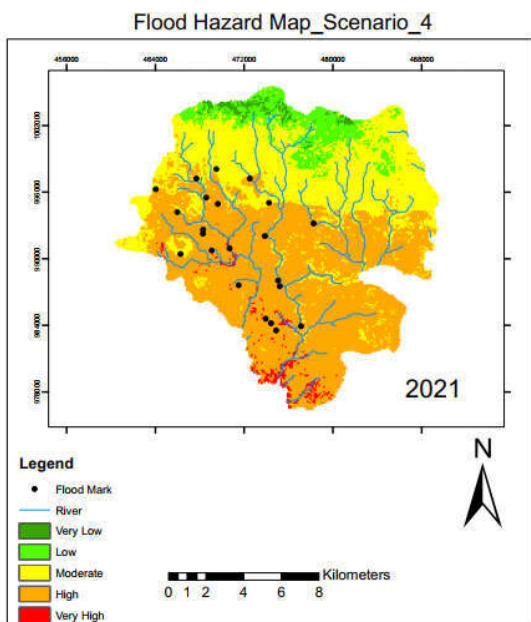 Flood Hazard Map_Scenario_4
456000 464000 472000 480000 488000
1002000
996000
990000
984000
978000
2021
N
Legend
Flood Mark
River
Very Low
Low
Moderate
High
Very High
Kilometers
0 1 2 4 6 8